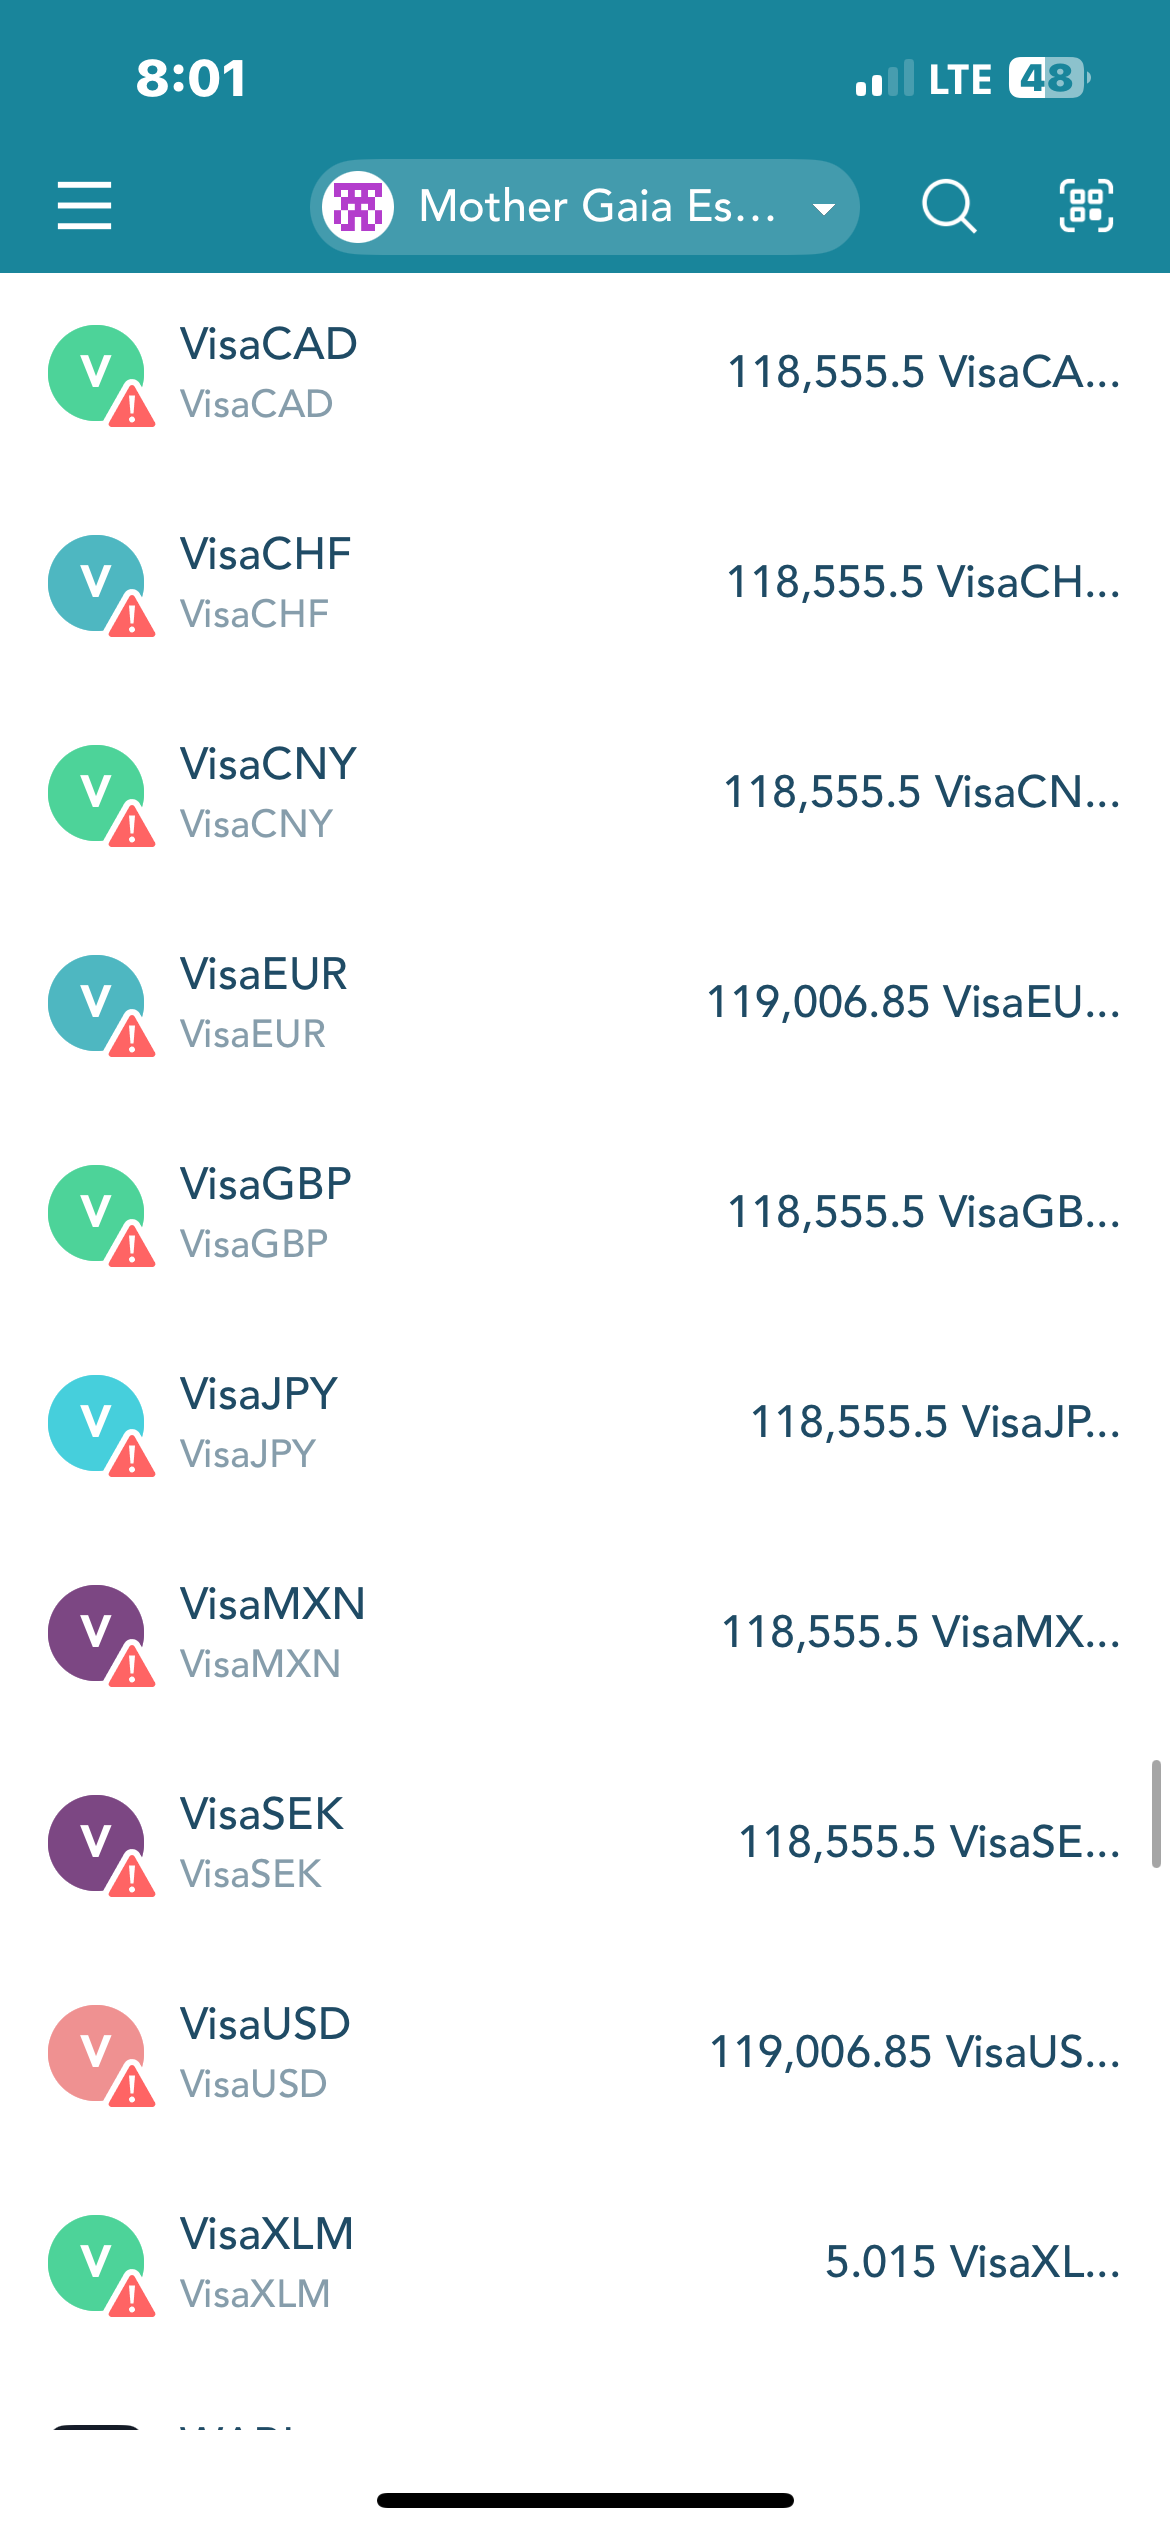 8:01
LTE 48
Mother Gaia Es...
V
VisaCAD
VisaCAD
118,555.5 VisaCA...
V
VisaCHF
VisaCHF
118,555.5 VisaCH...
V
VisaCNY
VisaCNY
118,555.5 VisaCN...
V
VisaEUR
VisaEUR
119,006.85 VisaEU...
V
VisaGBP
VisaGBP
118,555.5 VisaGB...
V
VisaJPY
VisaJPY
118,555.5 VisaJP...
V
VisaMXN
VisaMXN
118,555.5 VisaMX...
V
VisaSEK
VisaSEK
118,555.5 VisaSE...
V
VisaUSD
VisaUSD
119,006.85 VisaUS...
V
VisaXLM
VisaXLM
5.015 VisaXL...